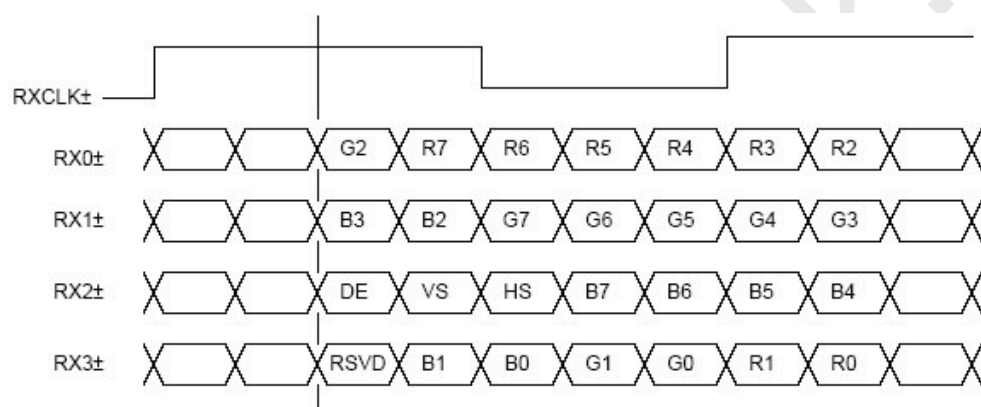 RXCLK±
RX0± G2 R7 R6 R5 R4 R3 R2
RX1± B3 B2 G7 G6 G5 G4 G3
RX2± DE VS HS B7 B6 B5 B4
RX3± RSVD B1 B0 G1 G0 R1 R0